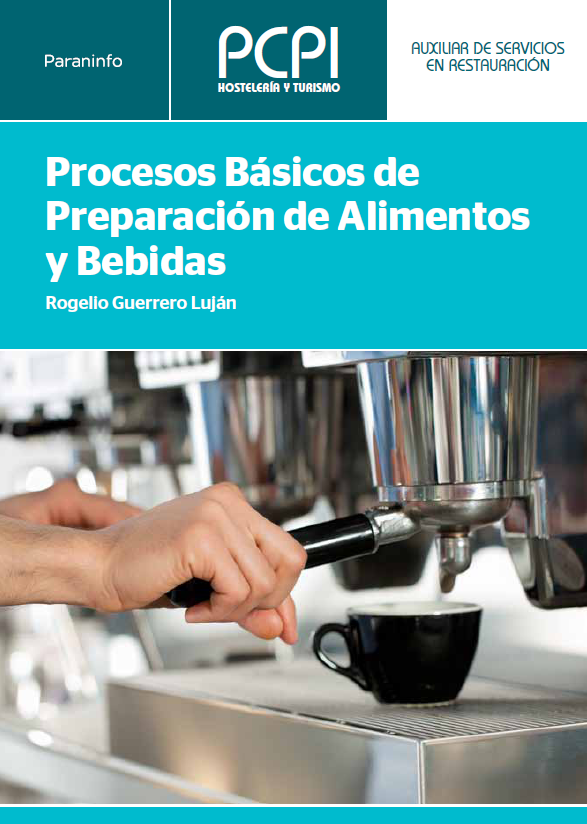 Paraninfo
PCPI
HOSTELERÍA Y TURISMO
AUXILIAR DE SERVICIOS
EN RESTAURACIÓN
Procesos Básicos de
Preparación de Alimentos
y Bebidas
Rogelio Guerrero Luján